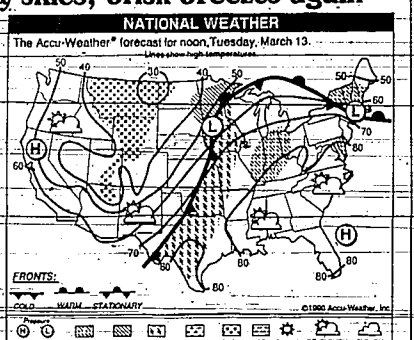 y skies, brisk breezes again
NATIONAL WEATHER
The Accu-Weather® forecast for noon, Tuesday, March 13.
Lines show high temperatures.
50 40 30 40 50 50
50
60
L
L
70
80
H
60
H
70 80
80
80
80
FRONTS:
COLD WARM STATIONARY
©1990 Accu-Weather, Inc.
Pressure
H L